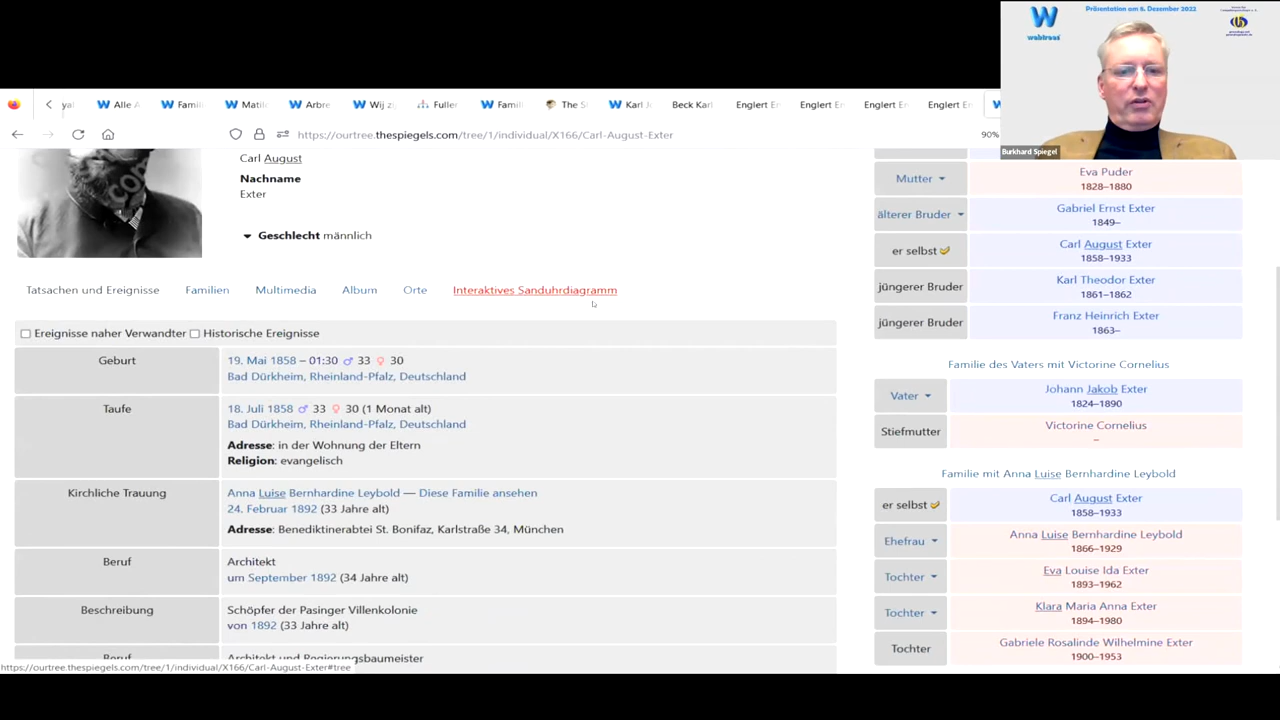 Präsentation am 6. Dezember 2022
webtrees
Burkhard Spiegel
Alle A
Famili
Matil
Arbre
Wij zi
Fuller
Famili
The S
Karl J
Beck Karl
Englert En
Englert En
Englert En
Englert En
https://ourtree.thespiegels.com/tree/1/individual/X166/Carl-August-Exter
90%
Carl August
Nachname
Exter
Geschlecht männlich
Tatsachen und Ereignisse Familien Multimedia Album Orte Interaktives Sanduhrdiagramm
Ereignisse naher Verwandter Historische Ereignisse
Geburt
19. Mai 1858 – 01:30 ♂ 33 ♀ 30
Bad Dürkheim, Rheinland-Pfalz, Deutschland
Taufe
18. Juli 1858 ♂ 33 ♀ 30 (1 Monat alt)
Bad Dürkheim, Rheinland-Pfalz, Deutschland
Adresse: in der Wohnung der Eltern
Religion: evangelisch
Kirchliche Trauung
Anna Luise Bernhardine Leybold — Diese Familie ansehen
24. Februar 1892 (33 Jahre alt)
Adresse: Benediktinerabtei St. Bonifaz, Karlstraße 34, München
Beruf
Architekt
um September 1892 (34 Jahre alt)
Beschreibung
Schöpfer der Pasinger Villenkolonie
von 1892 (33 Jahre alt)
Beruf
Architekt und Regierungsbaumeister
https://ourtree.thespiegels.com/tree/1/individual/X166/Carl-August-Exter#tree
Mutter
Eva Puder
1828–1880
älterer Bruder
Gabriel Ernst Exter
1849–
er selbst
Carl August Exter
1858–1933
jüngerer Bruder
Karl Theodor Exter
1861–1862
jüngerer Bruder
Franz Heinrich Exter
1863–
Familie des Vaters mit Victorine Cornelius
Vater
Johann Jakob Exter
1824–1890
Stiefmutter
Victorine Cornelius
–
Familie mit Anna Luise Bernhardine Leybold
er selbst
Carl August Exter
1858–1933
Ehefrau
Anna Luise Bernhardine Leybold
1866–1929
Tochter
Eva Louise Ida Exter
1893–1962
Tochter
Klara Maria Anna Exter
1894–1980
Tochter
Gabriele Rosalinde Wilhelmine Exter
1900–1953